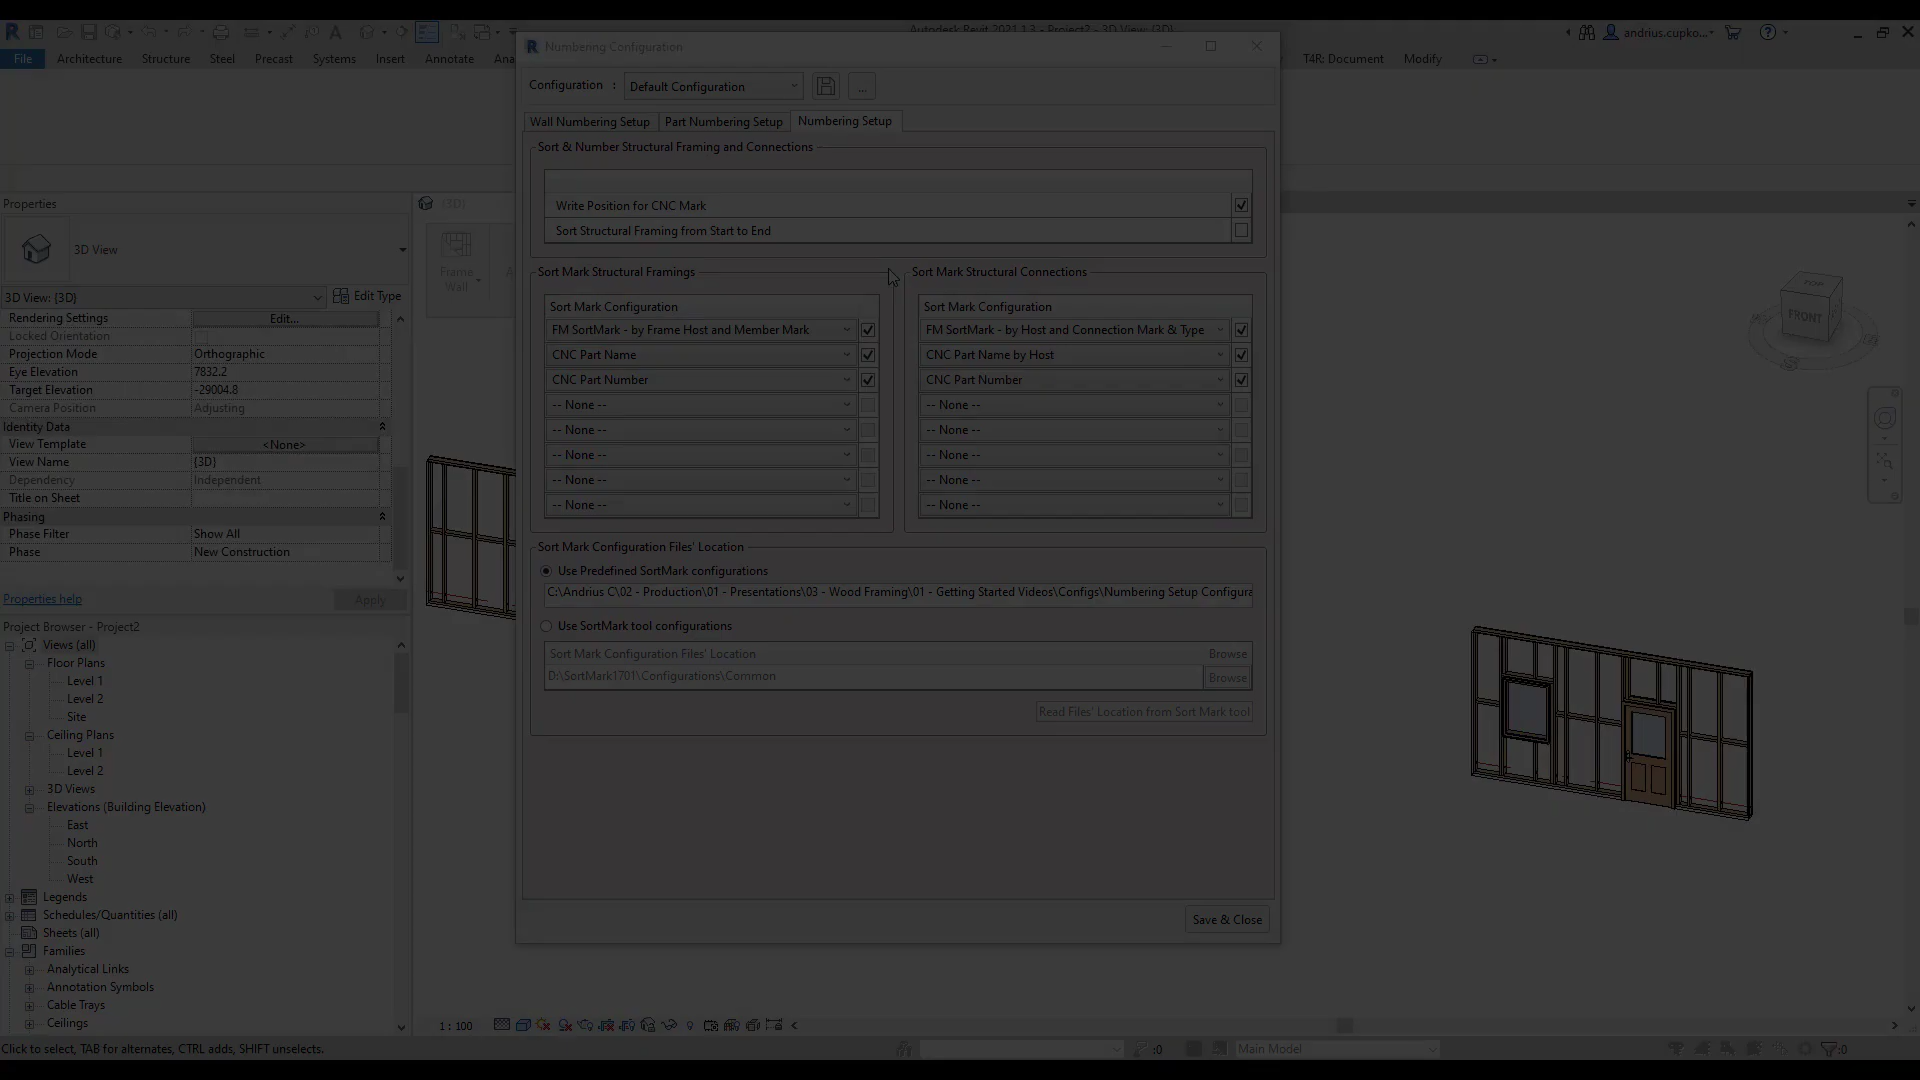 Autodesk Revit 2021.1.3 - Project2 - 3D View: {3D}
andrius.cupko...
File
Architecture
Structure
Steel
Precast
Systems
Insert
Annotate
T4R: Document
Modify
Numbering Configuration
Configuration :
Default Configuration
...
Wall Numbering Setup
Part Numbering Setup
Numbering Setup
Sort & Number Structural Framing and Connections
Write Position for CNC Mark
Sort Structural Framing from Start to End
Sort Mark Structural Framings
Sort Mark Configuration
FM SortMark - by Frame Host and Member Mark
CNC Part Name
CNC Part Number
-- None --
-- None --
-- None --
-- None --
-- None --
Sort Mark Structural Connections
Sort Mark Configuration
FM SortMark - by Host and Connection Mark & Type
CNC Part Name by Host
CNC Part Number
-- None --
-- None --
-- None --
-- None --
-- None --
Sort Mark Configuration Files' Location
Use Predefined SortMark configurations
C:\Andrius C\02 - Production\01 - Presentations\03 - Wood Framing\01 - Getting Started Videos\Configs\Numbering Setup Configura
Use SortMark tool configurations
Sort Mark Configuration Files' Location
Browse
D:\SortMark1701\Configurations\Common
Browse
Read Files' Location from Sort Mark tool
Save & Close
Properties
3D View
3D View: {3D}
Edit Type
Rendering Settings
Edit...
Locked Orientation
Projection Mode
Orthographic
Eye Elevation
7832.2
Target Elevation
-29004.8
Camera Position
Adjusting
Identity Data
View Template
<None>
View Name
{3D}
Dependency
Independent
Title on Sheet
Phasing
Phase Filter
Show All
Phase
New Construction
Properties help
Apply
Project Browser - Project2
Views (all)
Floor Plans
Level 1
Level 2
Site
Ceiling Plans
Level 1
Level 2
3D Views
Elevations (Building Elevation)
East
North
South
West
Legends
Schedules/Quantities (all)
Sheets (all)
Families
Analytical Links
Annotation Symbols
Cable Trays
Ceilings
{3D}
Frame
Wall
TOP
FRONT
1 : 100
Click to select, TAB for alternates, CTRL adds, SHIFT unselects.
:0
Main Model
:0